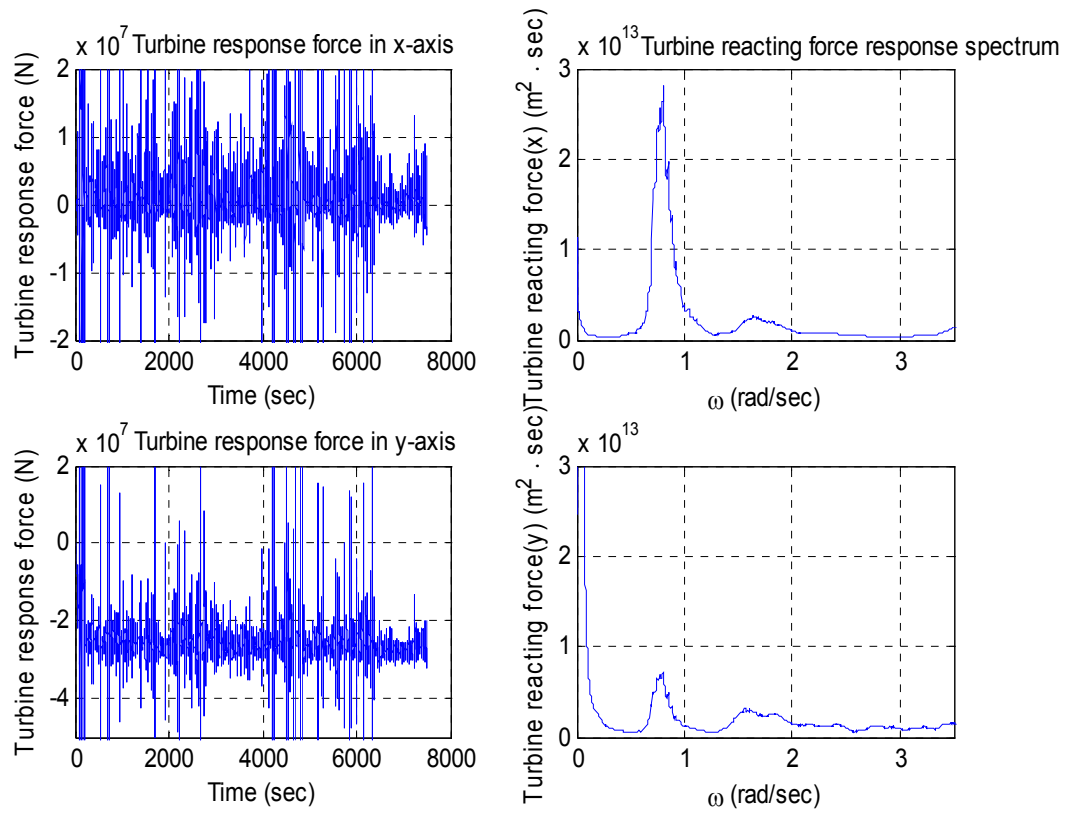 x 10^7 Turbine response force in x-axis
Turbine response force (N)
2
1
0
-1
-2
0 2000 4000 6000 8000
Time (sec)
x 10^13 Turbine reacting force response spectrum
Turbine reacting force(x) (m^2 · sec)
3
2
1
0
0 1 2 3
ω (rad/sec)
x 10^7 Turbine response force in y-axis
Turbine response force (N)
2
0
-2
-4
0 2000 4000 6000 8000
Time (sec)
x 10^13
Turbine reacting force(y) (m^2 · sec)
3
2
1
0
0 1 2 3
ω (rad/sec)